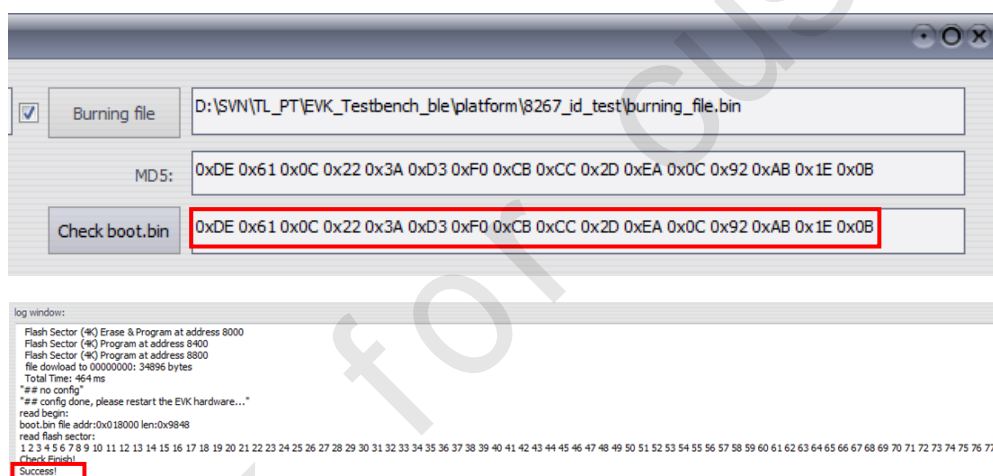 Burning file
D:\SVN\TL_PT\EVK_Testbench_ble\platform\8267_id_test\burning_file.bin
MD5:
0xDE 0x61 0x0C 0x22 0x3A 0xD3 0xF0 0xCB 0xCC 0x2D 0xEA 0x0C 0x92 0xAB 0x1E 0x0B
Check boot.bin
0xDE 0x61 0x0C 0x22 0x3A 0xD3 0xF0 0xCB 0xCC 0x2D 0xEA 0x0C 0x92 0xAB 0x1E 0x0B
log window:
Flash Sector (4K) Erase & Program at address 8000
Flash Sector (4K) Program at address 8400
Flash Sector (4K) Program at address 8800
file dowload to 00000000: 34896 bytes
Total Time: 464 ms
"## no config"
"## config done, please restart the EVK hardware..."
read begin:
boot.bin file addr:0x018000 len:0x9848
read flash sector:
1 2 3 4 5 6 7 8 9 10 11 12 13 14 15 16 17 18 19 20 21 22 23 24 25 26 27 28 29 30 31 32 33 34 35 36 37 38 39 40 41 42 43 44 45 46 47 48 49 50 51 52 53 54 55 56 57 58 59 60 61 62 63 64 65 66 67 68 69 70 71 72 73 74 75 76 77
Check Finish!
Success!
for cus